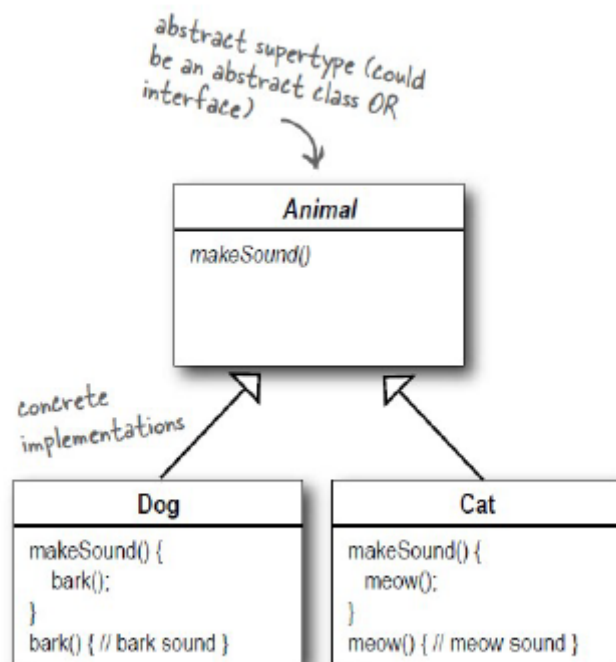 abstract supertype (could
be an abstract class OR
interface)
Animal
makeSound()
concrete
implementations
Dog
makeSound() {
bark();
}
bark() { // bark sound }
Cat
makeSound() {
meow();
}
meow() { // meow sound }